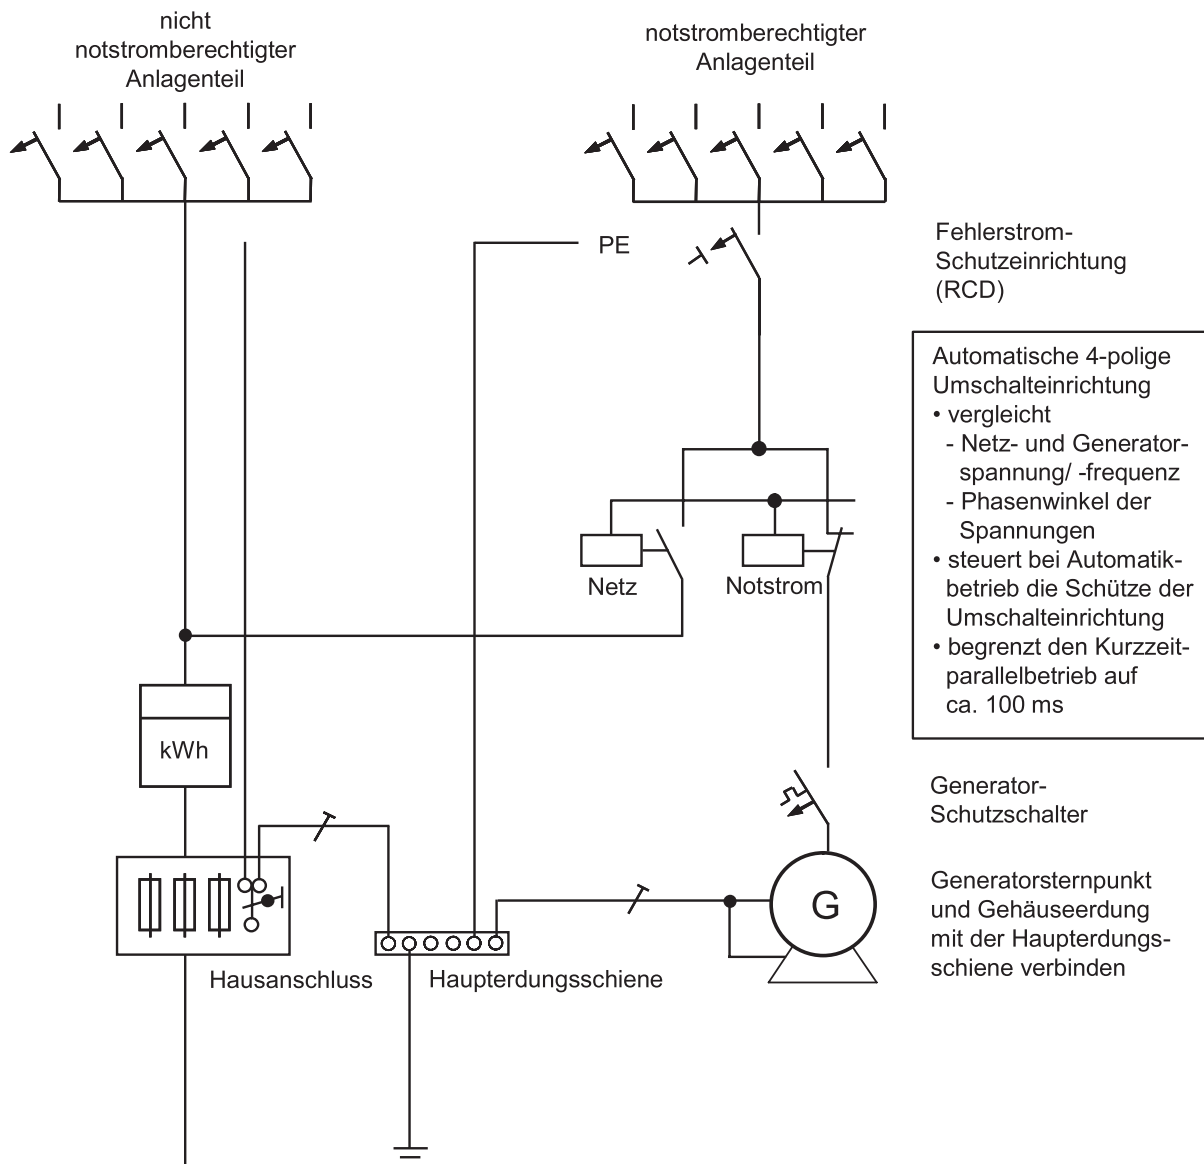 nicht
notstromberechtigter
Anlagenteil
notstromberechtigter
Anlagenteil
PE
Fehlerstrom-
Schutzeinrichtung
(RCD)
Automatische 4-polige
Umschalteinrichtung
• vergleicht
- Netz- und Generator-
spannung/ -frequenz
- Phasenwinkel der
Spannungen
• steuert bei Automatik-
betrieb die Schütze der
Umschalteinrichtung
• begrenzt den Kurzzeit-
parallelbetrieb auf
ca. 100 ms
Netz
Notstrom
kWh
Generator-
Schutzschalter
G
Generatorsternpunkt
und Gehäuseerdung
mit der Haupterdungs-
schiene verbinden
Hausanschluss
Haupterdungsschiene